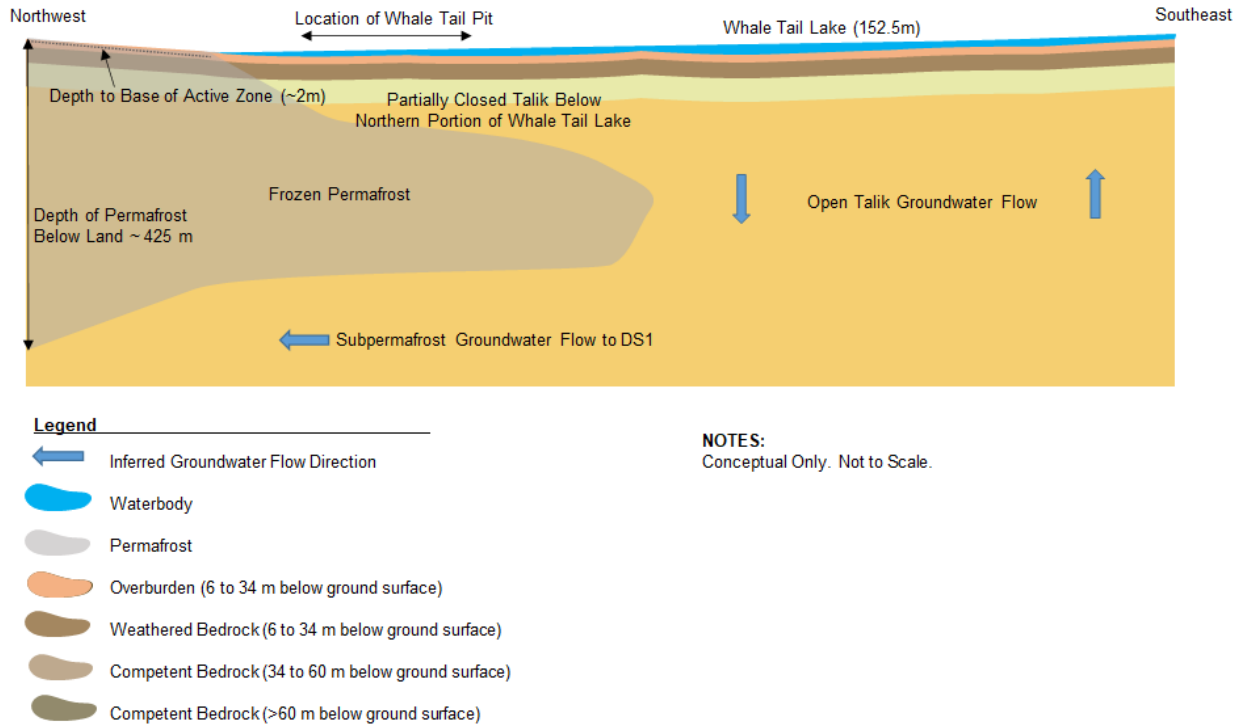 Northwest
Location of Whale Tail Pit
Whale Tail Lake (152.5m)
Southeast
Depth to Base of Active Zone (~2m)
Partially Closed Talik Below
Northern Portion of Whale Tail Lake
Frozen Permafrost
Open Talik Groundwater Flow
Depth of Permafrost
Below Land ~ 425 m
Subpermafrost Groundwater Flow to DS1
Legend
Inferred Groundwater Flow Direction
Waterbody
Permafrost
Overburden (6 to 34 m below ground surface)
Weathered Bedrock (6 to 34 m below ground surface)
Competent Bedrock (34 to 60 m below ground surface)
Competent Bedrock (>60 m below ground surface)
NOTES:
Conceptual Only. Not to Scale.